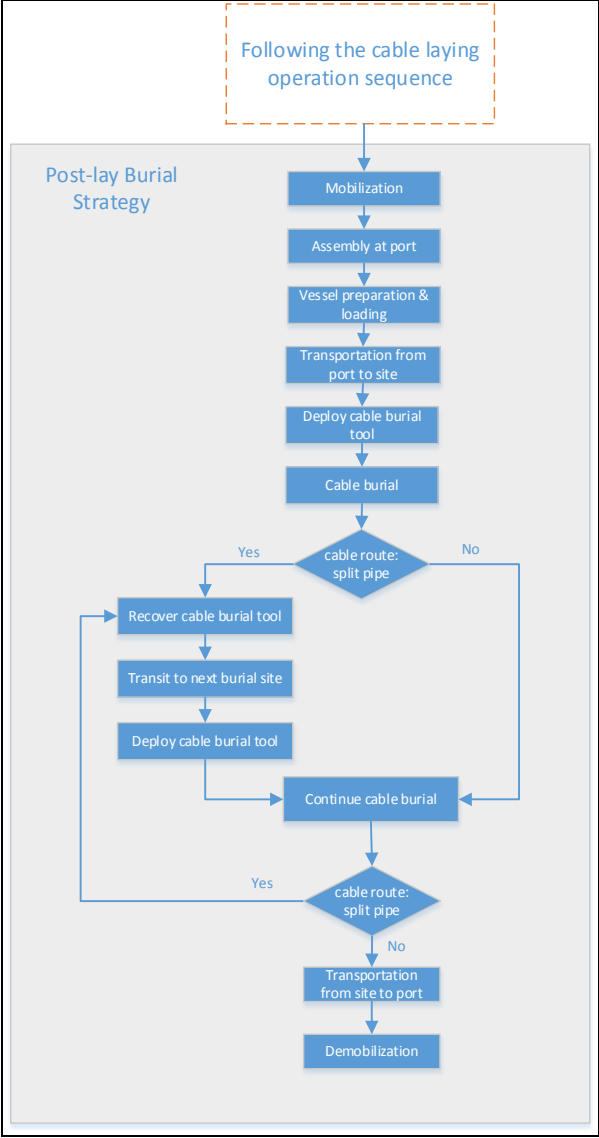 Following the cable laying
operation sequence
Post-lay Burial
Strategy
Mobilization
Assembly at port
Vessel preparation &
loading
Transportation from
port to site
Deploy cable burial
tool
Cable burial
cable route:
split pipe
Yes
No
Recover cable burial tool
Transit to next burial site
Deploy cable burial tool
Continue cable burial
cable route:
split pipe
Yes
No
Transportation
from site to port
Demobilization